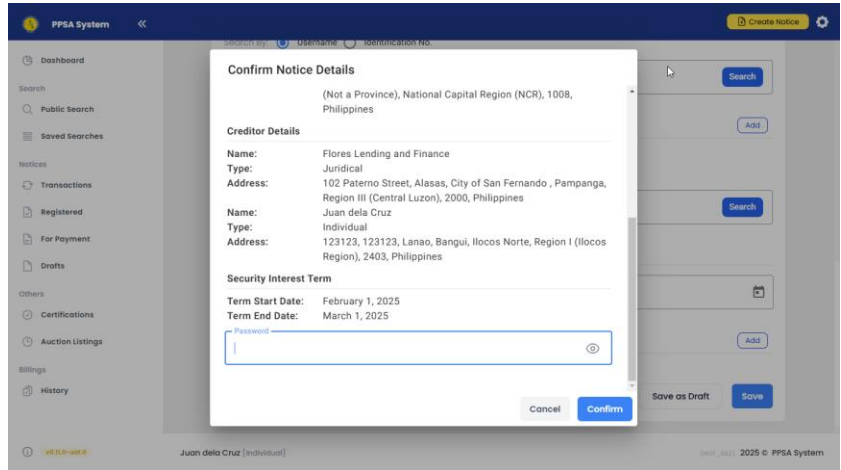 PPSA System
Create Notice
Dashboard
Search
Public Search
Saved Searches
Notices
Transactions
Registered
For Payment
Drafts
Others
Certifications
Auction Listings
Billings
History
Search By: Username Identification No.
Search
Add
Search
Add
Confirm Notice Details
(Not a Province), National Capital Region (NCR), 1008,
Philippines
Creditor Details
Name: Flores Lending and Finance
Type: Juridical
Address: 102 Paterno Street, Alasas, City of San Fernando , Pampanga,
Region III (Central Luzon), 2000, Philippines
Name: Juan dela Cruz
Type: Individual
Address: 123123, 123123, Lanao, Bangui, Ilocos Norte, Region I (Ilocos
Region), 2403, Philippines
Security Interest Term
Term Start Date: February 1, 2025
Term End Date: March 1, 2025
Password
Cancel Confirm
Save as Draft Save
Juan dela Cruz [Individual]
2025 © PPSA System